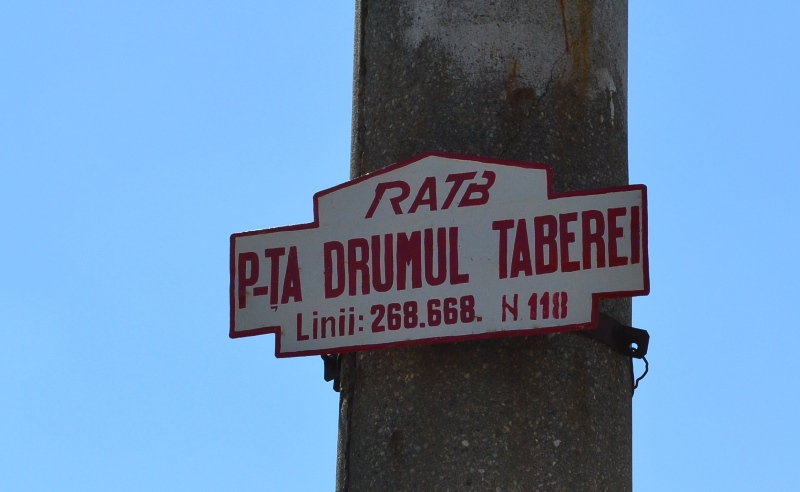 RATB
P-ȚA DRUMUL TABEREI
Linii: 268.668. N 118